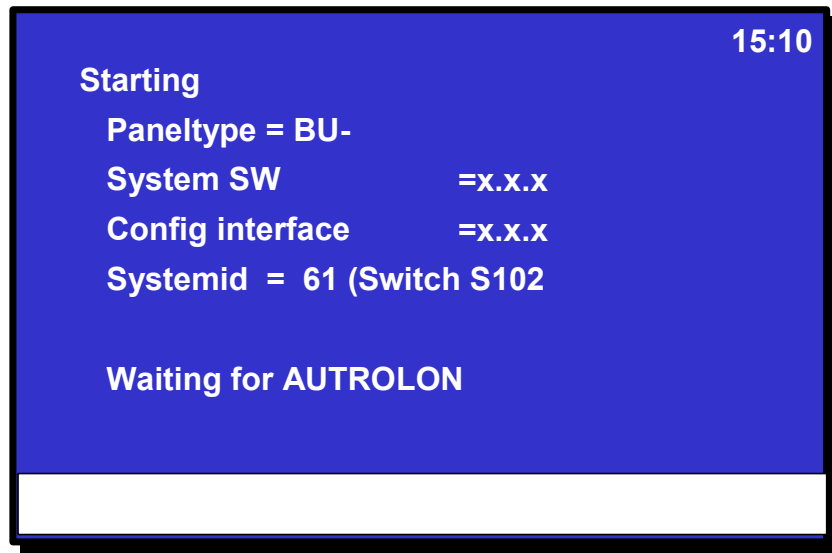 15:10
Starting
Paneltype = BU-
System SW =x.x.x
Config interface =x.x.x
Systemid = 61 (Switch S102
Waiting for AUTROLON